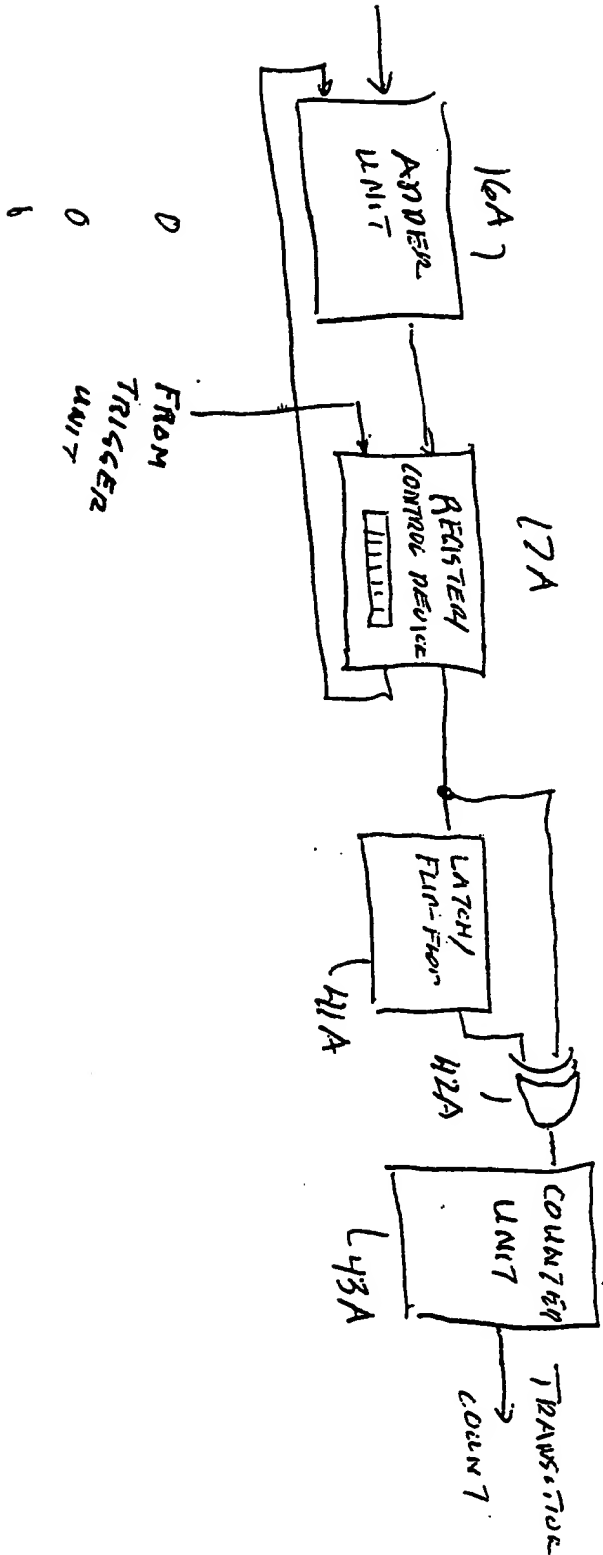 16A
ADDER
UNIT
17A
REGISTER/
CONTROL DEVICE
FROM
TRIGGER
UNIT
LATCH/
FLIP-FLOP
41A
42A
COUNTER
UNIT
43A
TRANSITION
COUNT